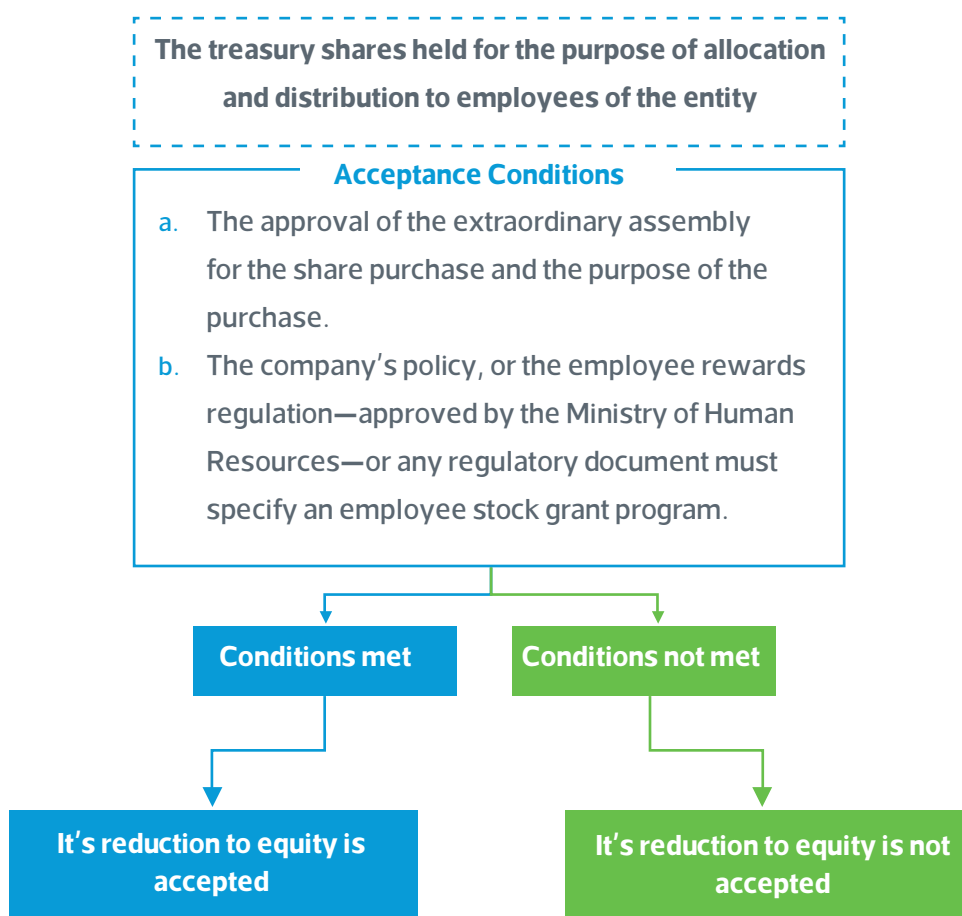 The treasury shares held for the purpose of allocation
and distribution to employees of the entity
Acceptance Conditions
a. The approval of the extraordinary assembly
for the share purchase and the purpose of the
purchase.
b. The company's policy, or the employee rewards
regulation—approved by the Ministry of Human
Resources—or any regulatory document must
specify an employee stock grant program.
Conditions met
Conditions not met
It's reduction to equity is
accepted
It's reduction to equity is not
accepted